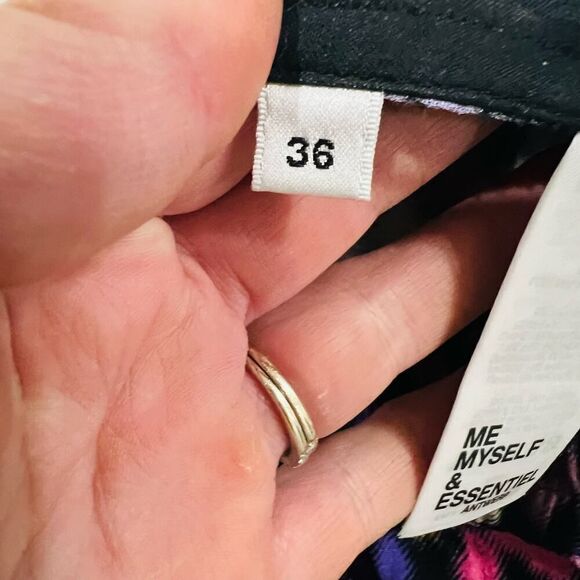 36
ME
MYSELF
&
ESSENTIEL
ANTWERP